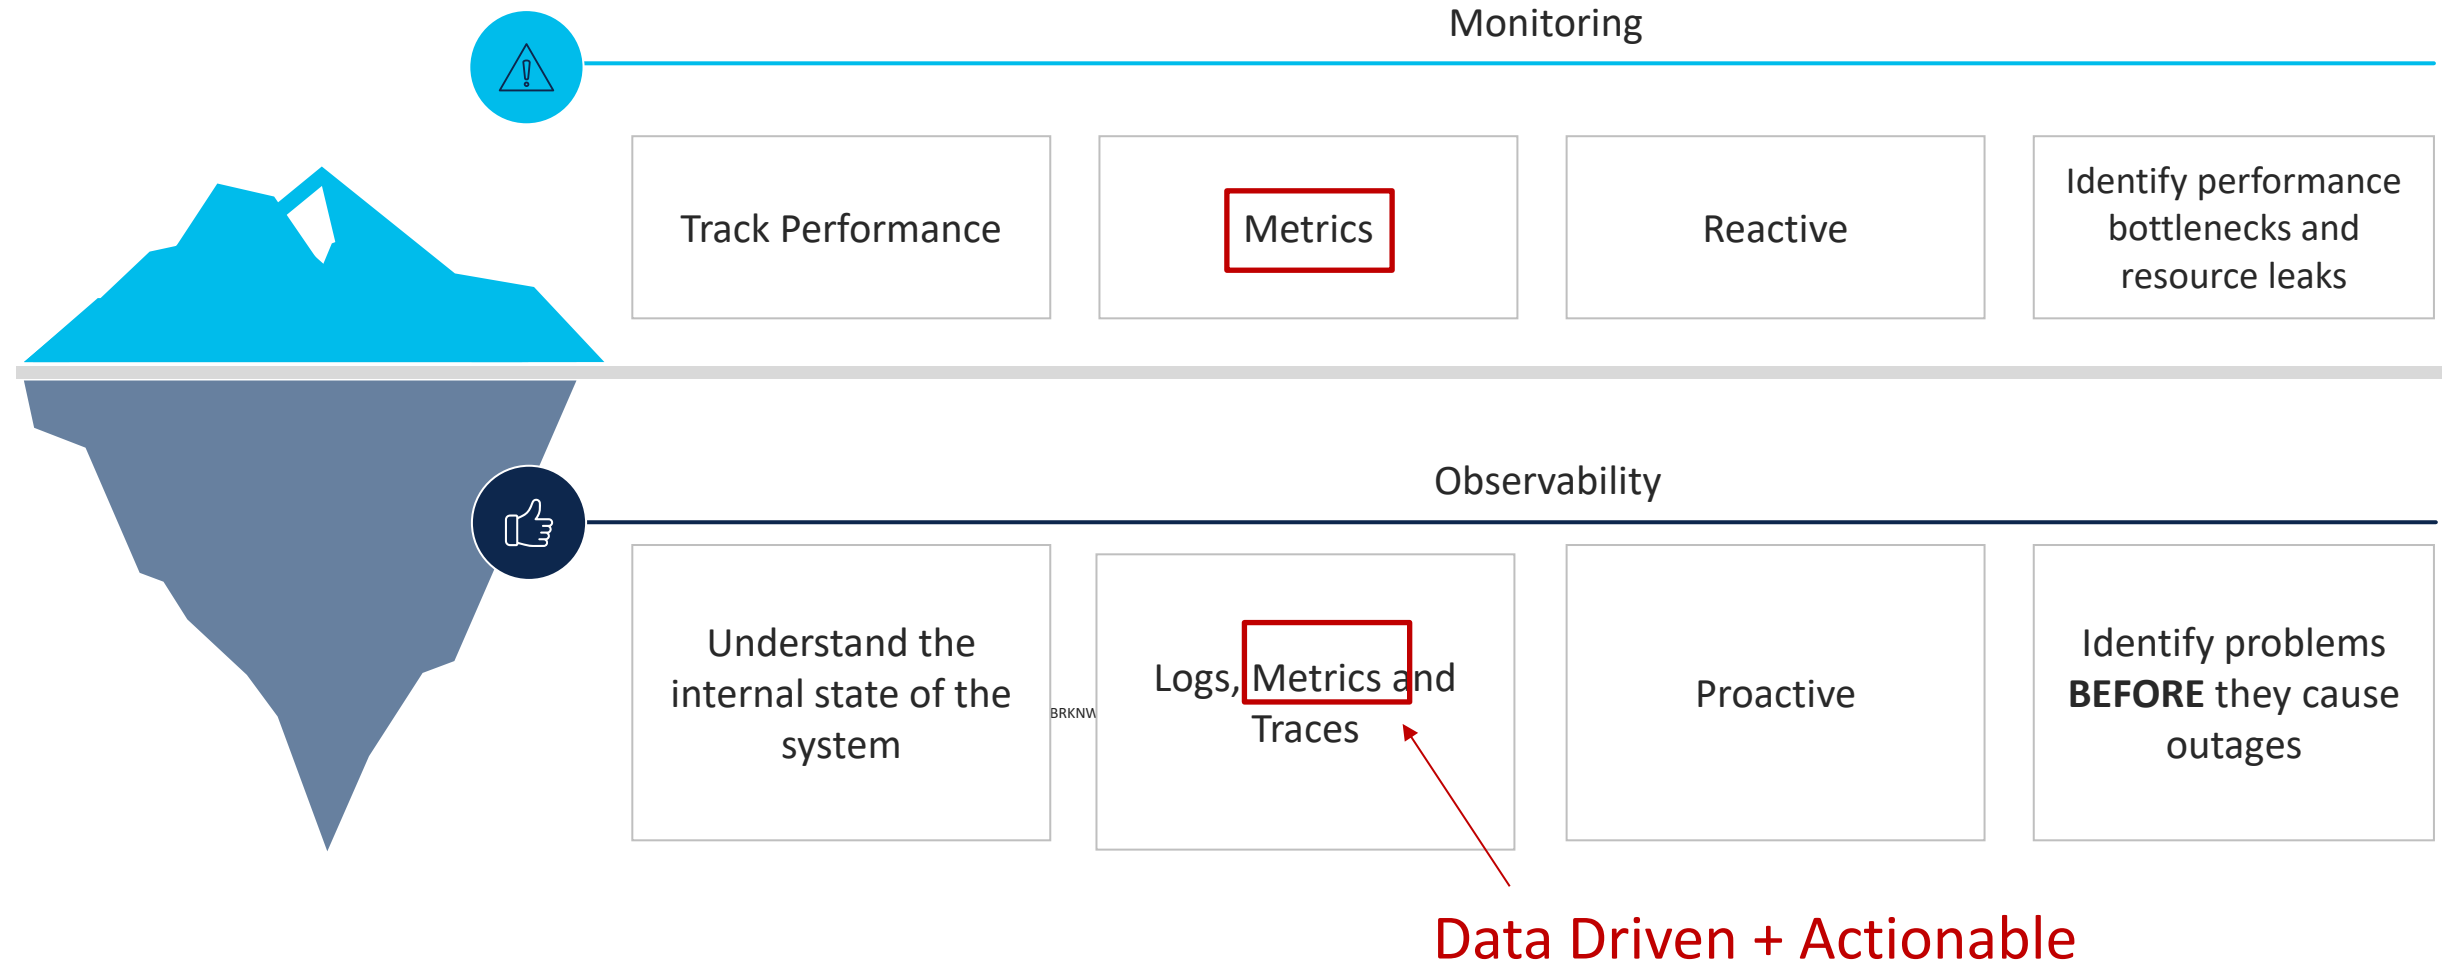 Monitoring
Track Performance
Metrics
Reactive
Identify performance
bottlenecks and
resource leaks
Observability
Understand the
internal state of the
system
BRKNW
Logs, Metrics and
Traces
Proactive
Identify problems
BEFORE they cause
outages
Data Driven + Actionable